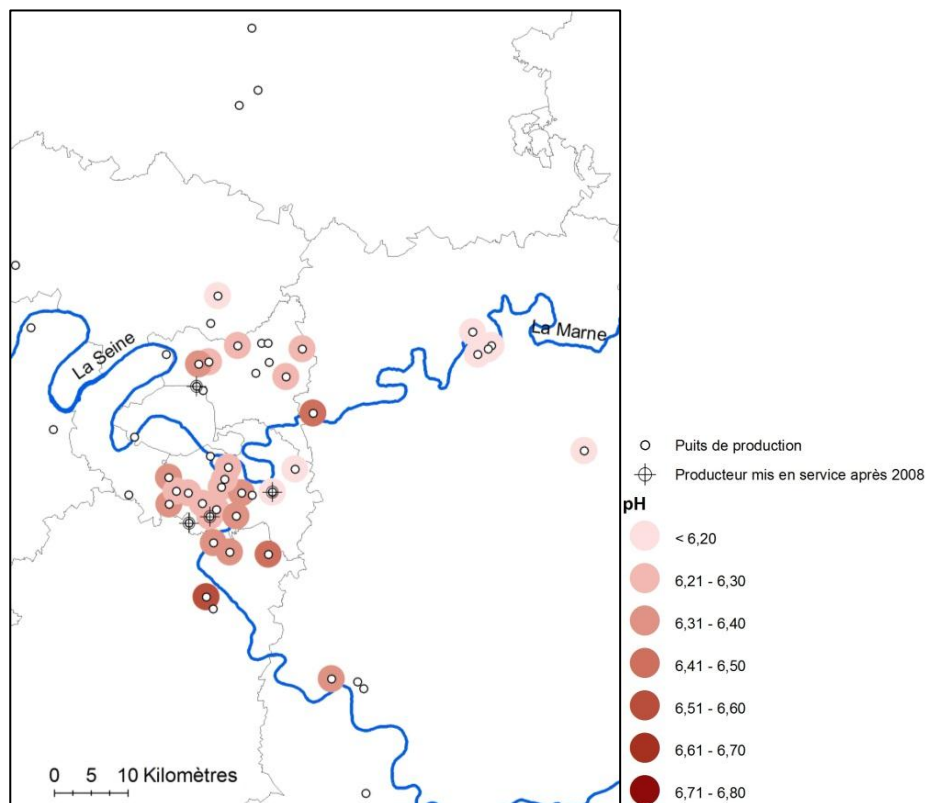 La Seine
La Marne
0 5 10 Kilomètres
Puits de production
Producteur mis en service après 2008
pH
< 6,20
6,21 - 6,30
6,31 - 6,40
6,41 - 6,50
6,51 - 6,60
6,61 - 6,70
6,71 - 6,80